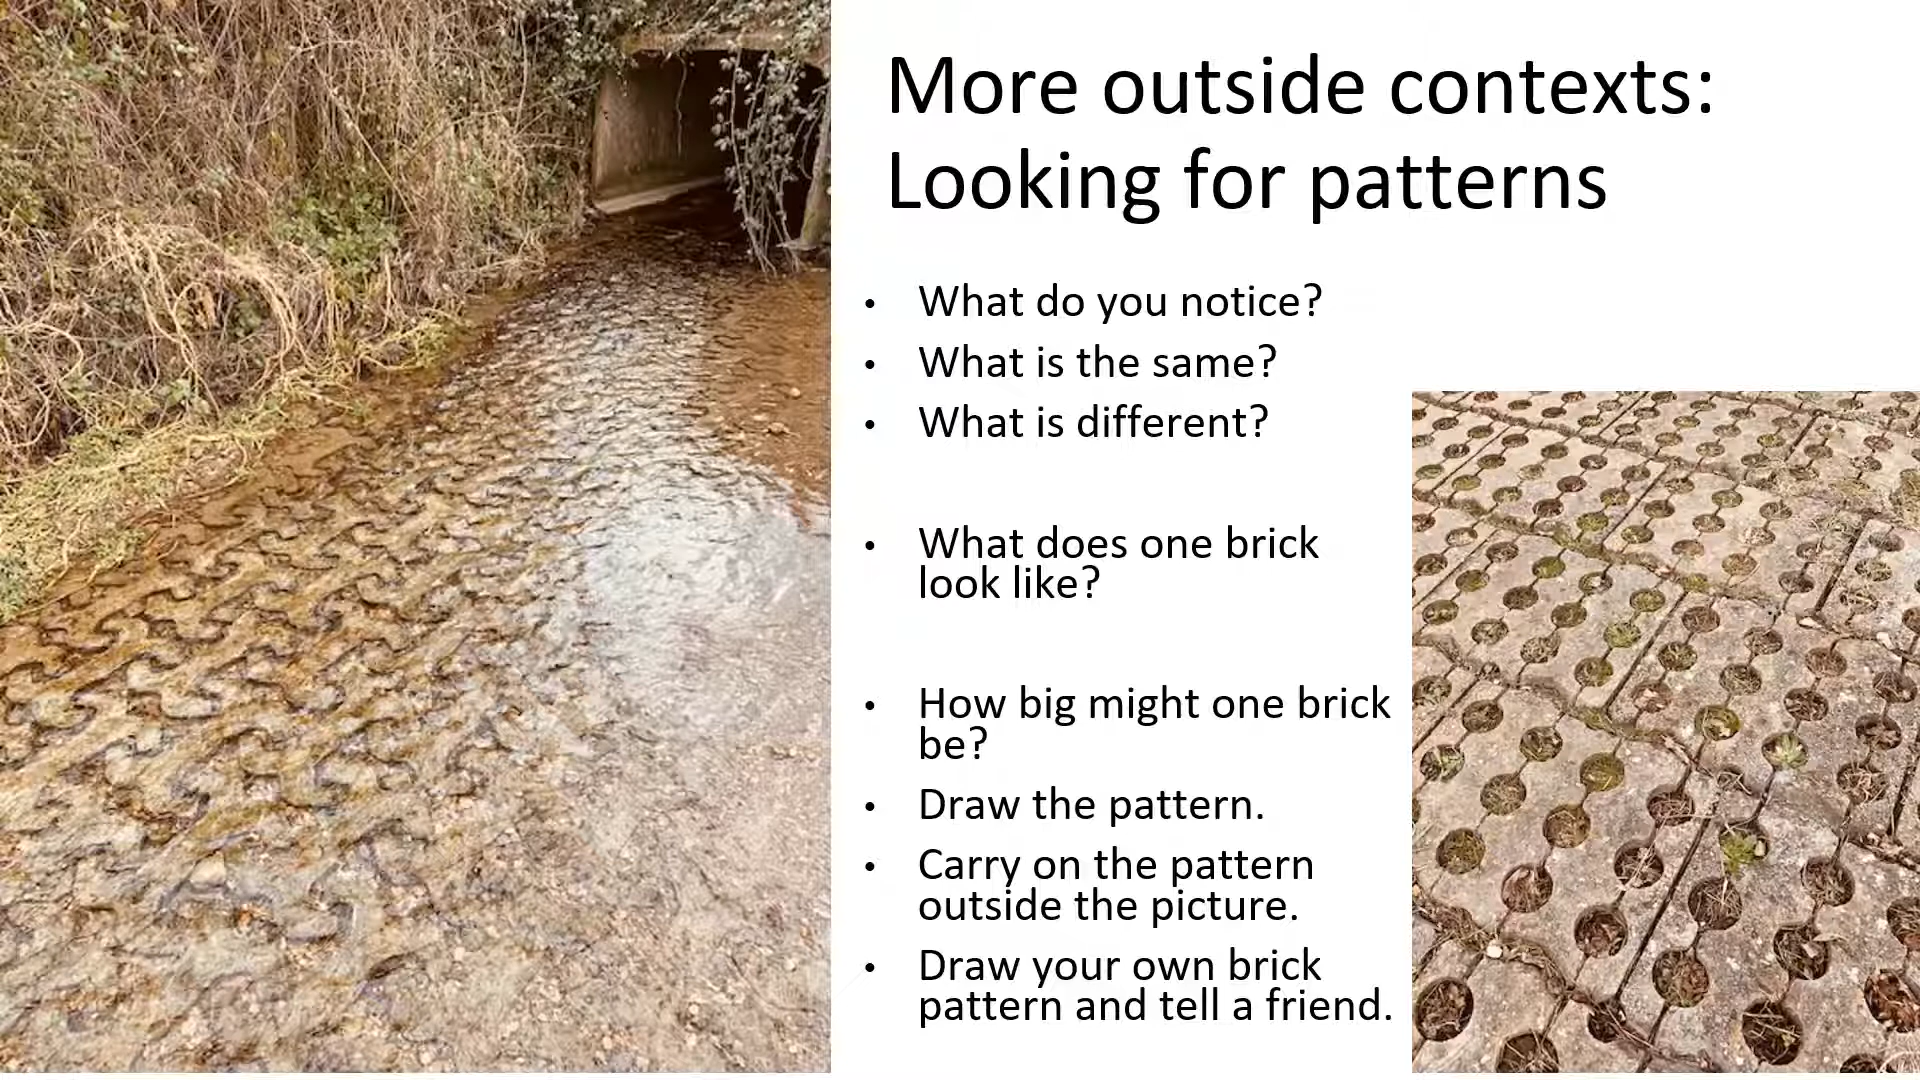 More outside contexts:
Looking for patterns
• What do you notice?
• What is the same?
• What is different?
• What does one brick
look like?
• How big might one brick
be?
• Draw the pattern.
• Carry on the pattern
outside the picture.
• Draw your own brick
pattern and tell a friend.